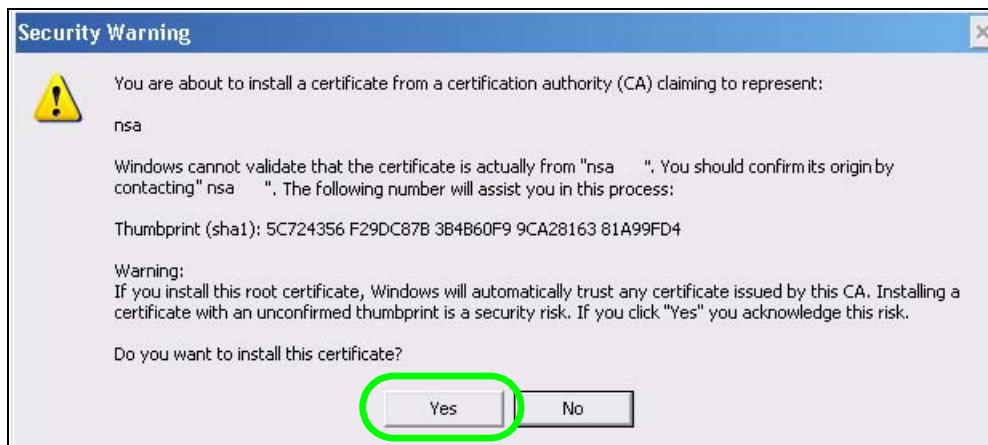 Security Warning
You are about to install a certificate from a certification authority (CA) claiming to represent:
nsa
Windows cannot validate that the certificate is actually from "nsa     ". You should confirm its origin by
contacting" nsa     ". The following number will assist you in this process:
Thumbprint (sha1): 5C724356 F29DC87B 3B4B60F9 9CA28163 81A99FD4
Warning:
If you install this root certificate, Windows will automatically trust any certificate issued by this CA. Installing a
certificate with an unconfirmed thumbprint is a security risk. If you click "Yes" you acknowledge this risk.
Do you want to install this certificate?
Yes No